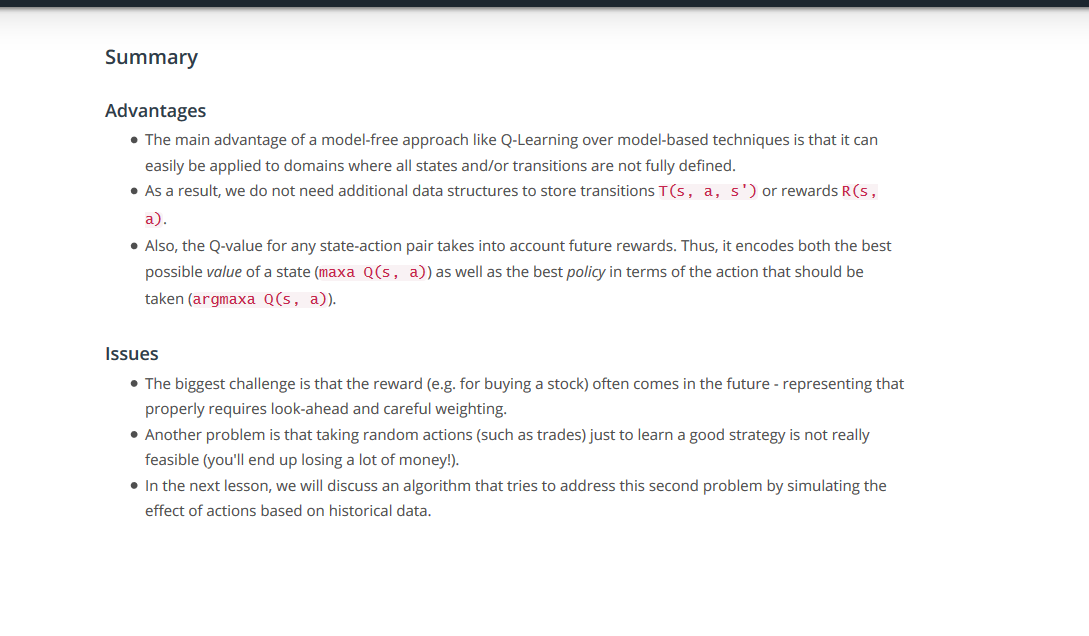 Summary
Advantages
• The main advantage of a model-free approach like Q-Learning over model-based techniques is that it can
easily be applied to domains where all states and/or transitions are not fully defined.
• As a result, we do not need additional data structures to store transitions T(s, a, s') or rewards R(s,
a).
• Also, the Q-value for any state-action pair takes into account future rewards. Thus, it encodes both the best
possible value of a state (maxa Q(s, a)) as well as the best policy in terms of the action that should be
taken (argmaxa Q(s, a)).
Issues
• The biggest challenge is that the reward (e.g. for buying a stock) often comes in the future - representing that
properly requires look-ahead and careful weighting.
• Another problem is that taking random actions (such as trades) just to learn a good strategy is not really
feasible (you'll end up losing a lot of money!).
• In the next lesson, we will discuss an algorithm that tries to address this second problem by simulating the
effect of actions based on historical data.